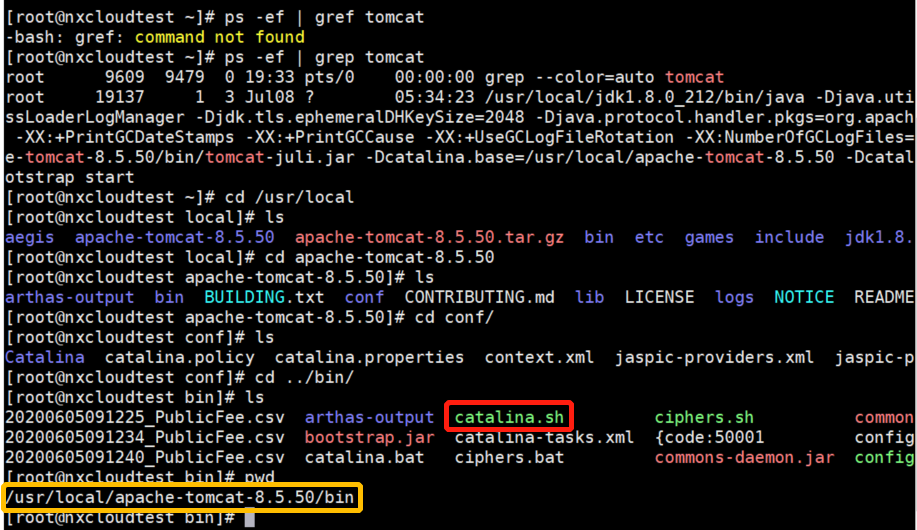 [root@nxcloudtest ~]# ps -ef | gref tomcat
-bash: gref: command not found
[root@nxcloudtest ~]# ps -ef | grep tomcat
root      9609  9479  0 19:33 pts/0    00:00:00 grep --color=auto tomcat
root     19137     1  3 Jul08 ?        05:34:23 /usr/local/jdk1.8.0_212/bin/java -Djava.uti
ssLoaderLogManager -Djdk.tls.ephemeralDHKeySize=2048 -Djava.protocol.handler.pkgs=org.apach
 -XX:+PrintGCDateStamps -XX:+PrintGCCause -XX:+UseGCLogFileRotation -XX:NumberOfGCLogFiles=
e-tomcat-8.5.50/bin/tomcat-juli.jar -Dcatalina.base=/usr/local/apache-tomcat-8.5.50 -Dcatal
otstrap start
[root@nxcloudtest ~]# cd /usr/local
[root@nxcloudtest local]# ls
aegis  apache-tomcat-8.5.50  apache-tomcat-8.5.50.tar.gz  bin  etc  games  include  jdk1.8.
[root@nxcloudtest local]# cd apache-tomcat-8.5.50
[root@nxcloudtest apache-tomcat-8.5.50]# ls
arthas-output  bin  BUILDING.txt  conf  CONTRIBUTING.md  lib  LICENSE  logs  NOTICE  README
[root@nxcloudtest apache-tomcat-8.5.50]# cd conf/
[root@nxcloudtest conf]# ls
Catalina  catalina.policy  catalina.properties  context.xml  jaspic-providers.xml  jaspic-p
[root@nxcloudtest conf]# cd ../bin/
[root@nxcloudtest bin]# ls
20200605091225_PublicFee.csv  arthas-output  catalina.sh         ciphers.sh          common
20200605091234_PublicFee.csv  bootstrap.jar  catalina-tasks.xml  {code:50001         config
20200605091240_PublicFee.csv  catalina.bat   ciphers.bat         commons-daemon.jar  config
[root@nxcloudtest bin]# pwd
/usr/local/apache-tomcat-8.5.50/bin
[root@nxcloudtest bin]#